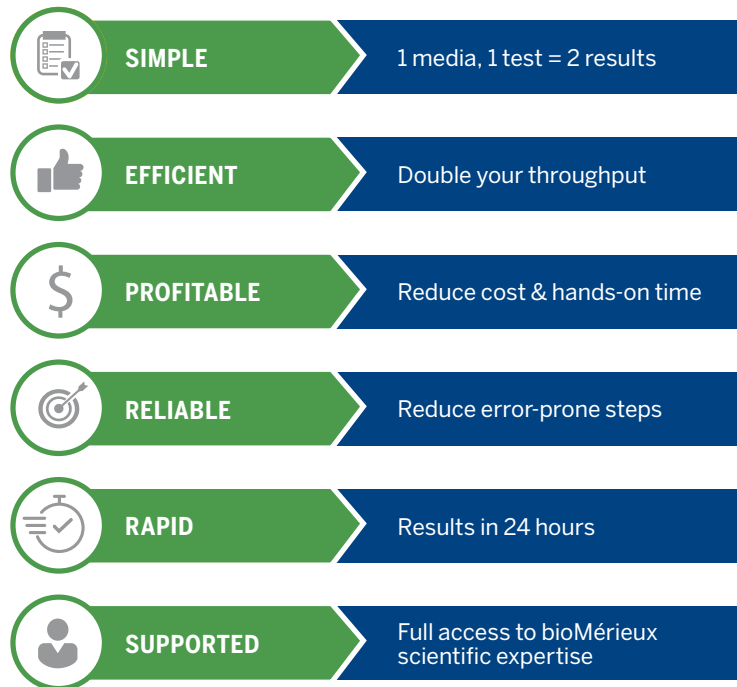 SIMPLE
1 media, 1 test = 2 results
EFFICIENT
Double your throughput
PROFITABLE
Reduce cost & hands-on time
RELIABLE
Reduce error-prone steps
RAPID
Results in 24 hours
SUPPORTED
Full access to bioMérieux
scientific expertise